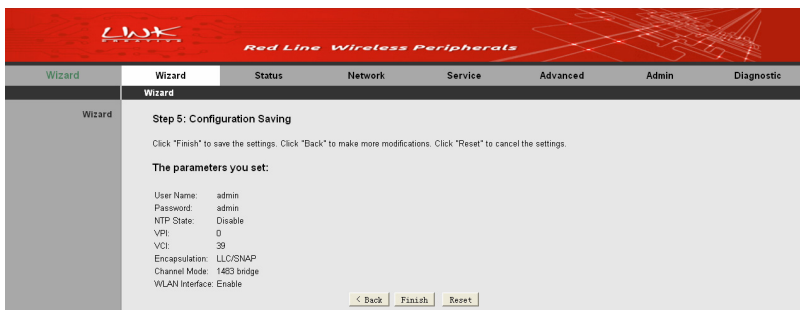 LINK
CREATIVE
Red Line Wireless Peripherals
Wizard
Wizard Status Network Service Advanced Admin Diagnostic
Wizard
Wizard
Step 5: Configuration Saving
Click "Finish" to save the settings. Click "Back" to make more modifications. Click "Reset" to cancel the settings.
The parameters you set:
User Name: admin
Password: admin
NTP State: Disable
VPI: 0
VCI: 39
Encapsulation: LLC/SNAP
Channel Mode: 1483 bridge
WLAN Interface: Enable
< Back Finish Reset